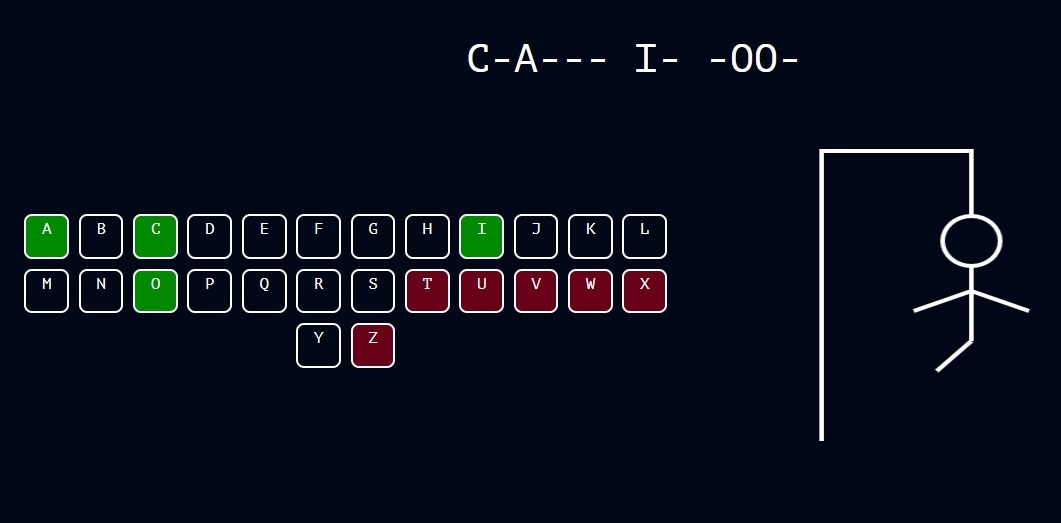 C-A--- I- -OO-
A B C D E F G H I J K L
M N O P Q R S T U V W X
Y Z